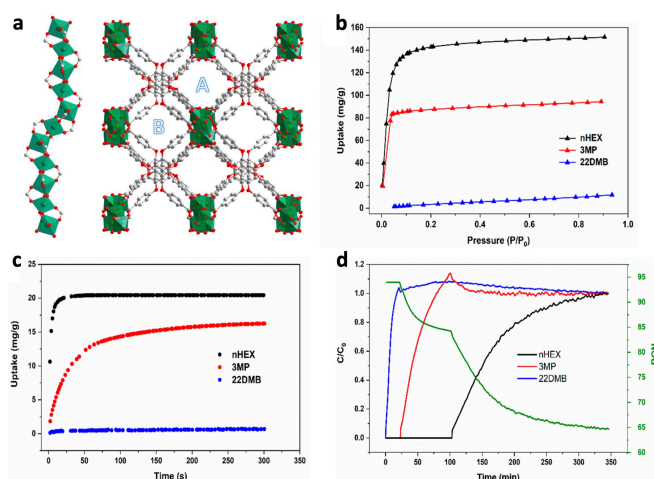 a
A
B
b
160
140
120
100
80
60
40
20
0
Uptake (mg/g)
nHEX
3MP
22DMB
0.0 0.2 0.4 0.6 0.8 1.0
Pressure (P/P0)
c
25
20
15
10
5
0
Uptake (mg/g)
nHEX
3MP
22DMB
0 50 100 150 200 250 300 350
Time (s)
d
1.2
1.0
0.8
0.6
0.4
0.2
0.0
C/C0
nHEX
3MP
22DMB
95
90
85
80
75
70
65
60
0 50 100 150 200 250 300 350
Time (min)